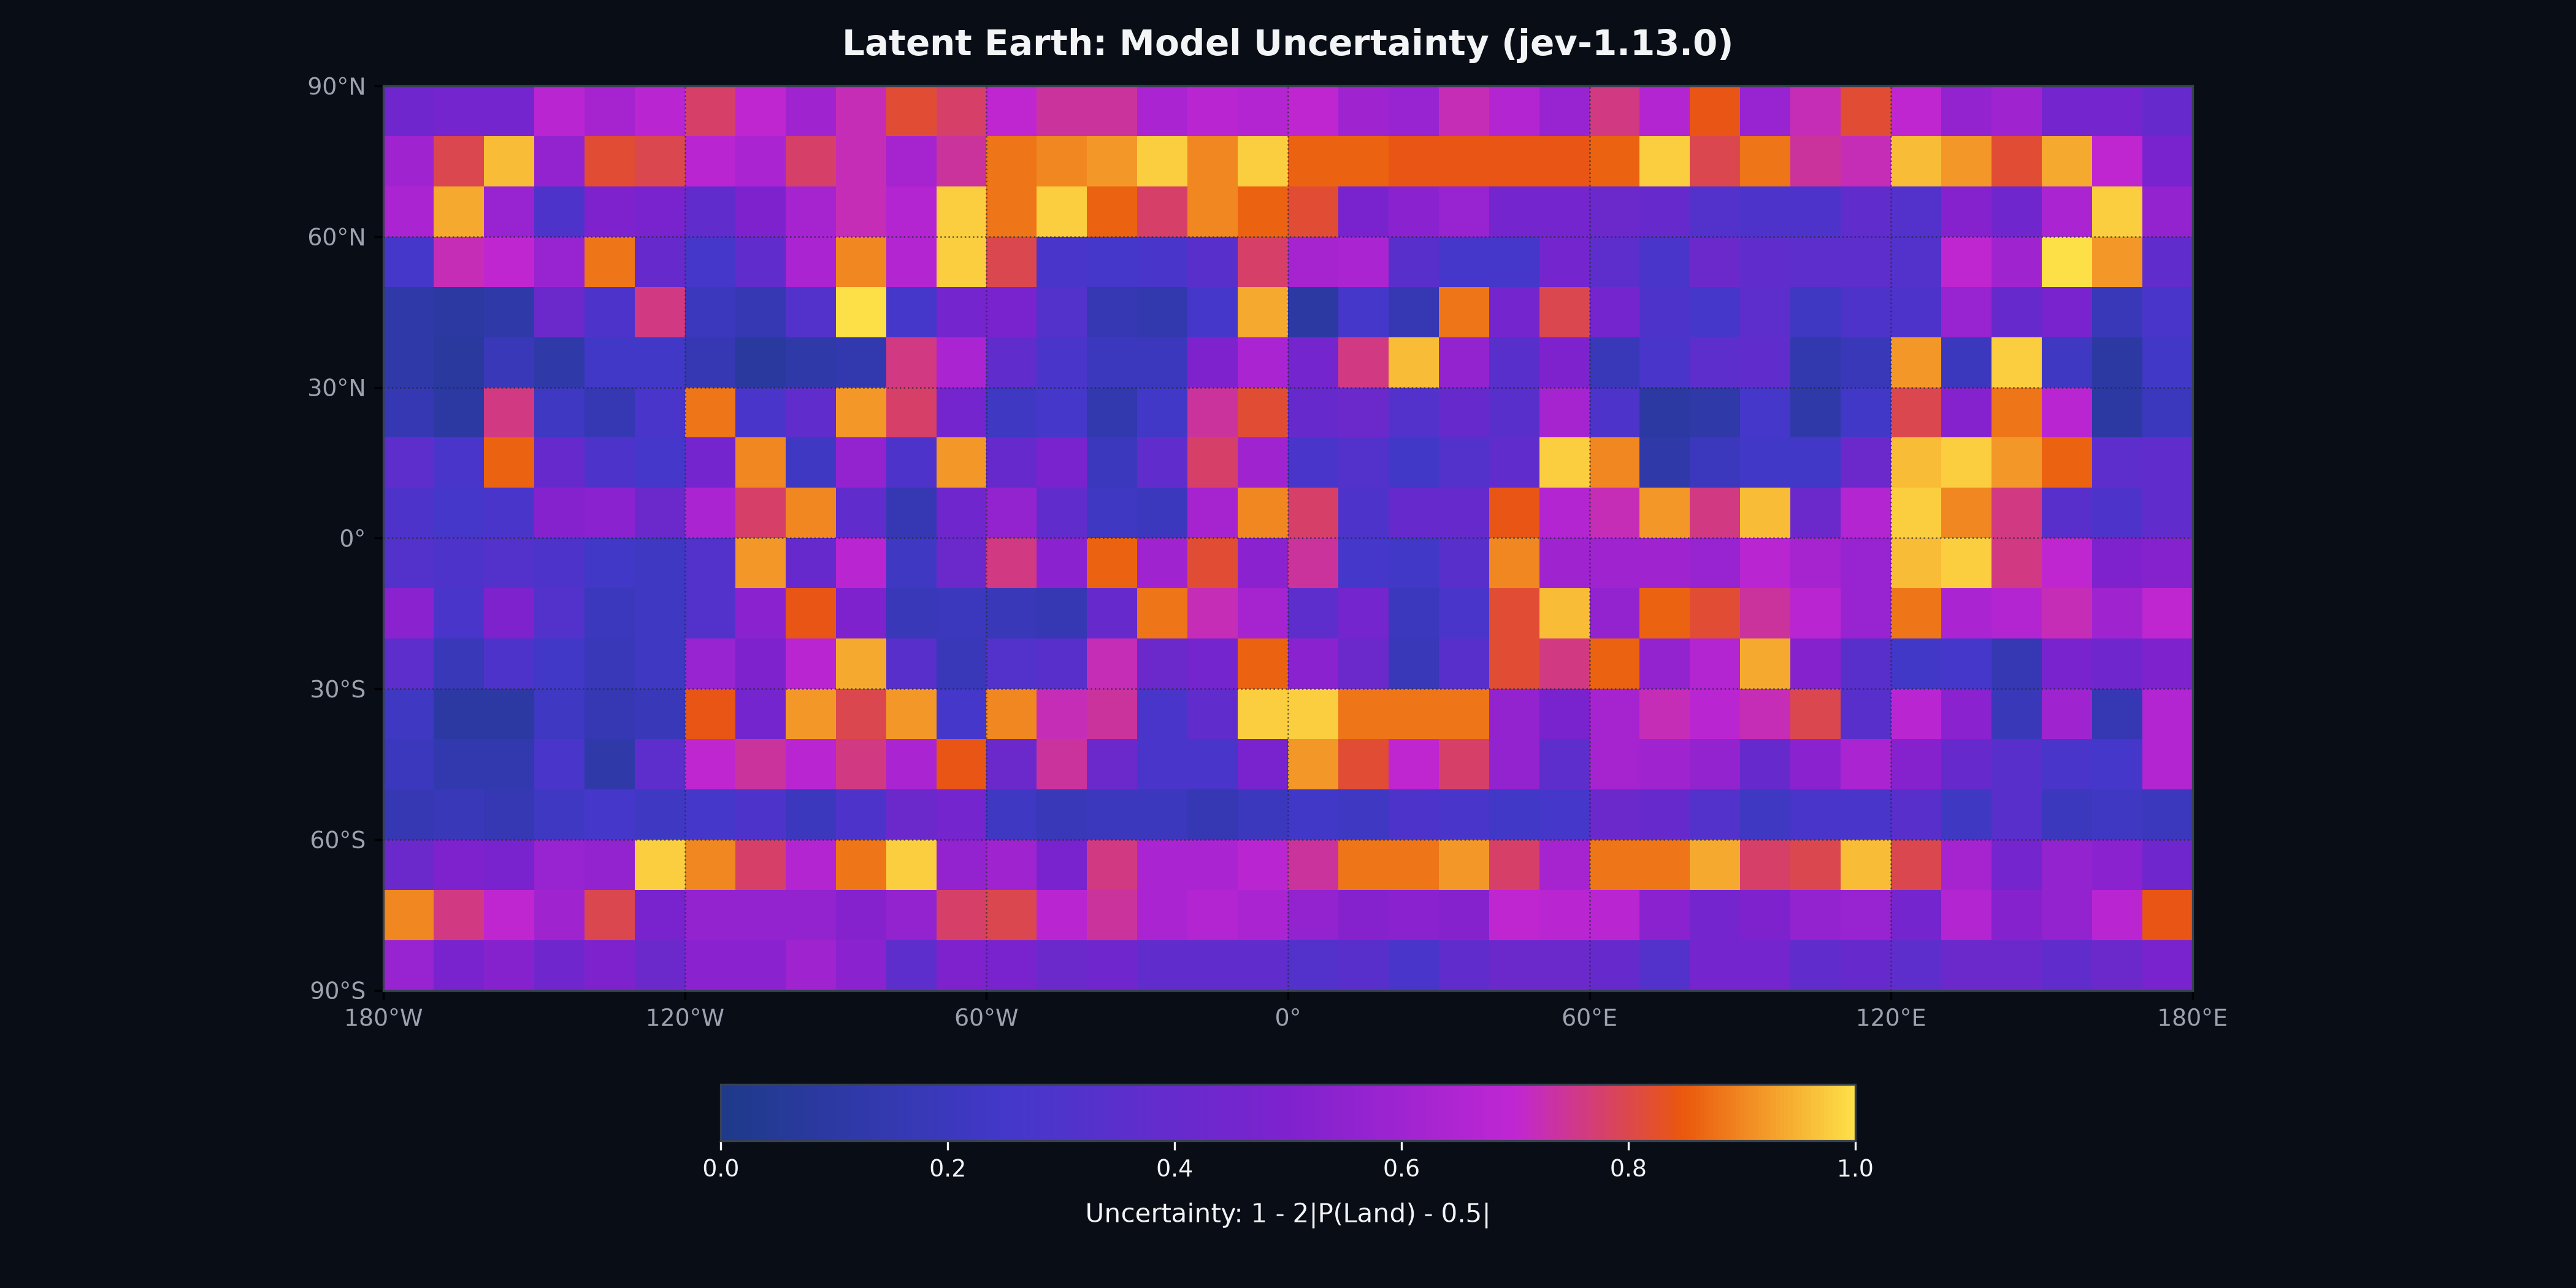 Latent Earth: Model Uncertainty (jev-1.13.0)
90°N
60°N
30°N
0°
30°S
60°S
90°S
180°W 120°W 60°W 0° 60°E 120°E 180°E
0.0 0.2 0.4 0.6 0.8 1.0
Uncertainty: 1 - 2|P(Land) - 0.5|